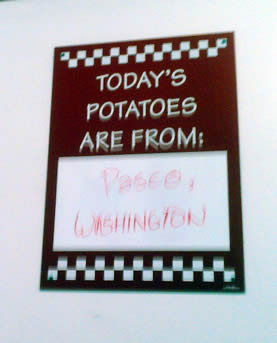 TODAY'S
POTATOES
ARE FROM:
PASCO,
WASHINGTON